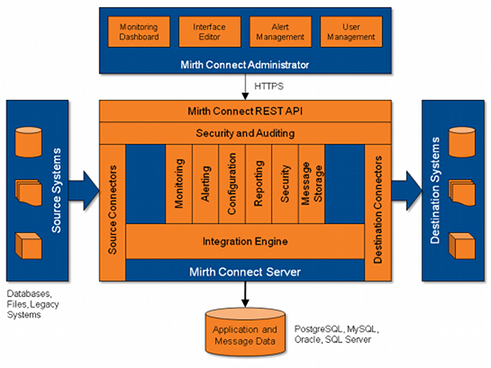 Monitoring
Dashboard
Interface
Editor
Alert
Management
User
Management
Mirth Connect Administrator
HTTPS
Mirth Connect REST API
Security and Auditing
Source Systems
Source Connectors
Monitoring
Alerting
Configuration
Reporting
Security
Message
Storage
Destination Connectors
Destination Systems
Integration Engine
Mirth Connect Server
Databases,
Files, Legacy
Systems
Application and
Message Data
PostgreSQL, MySQL,
Oracle, SQL Server